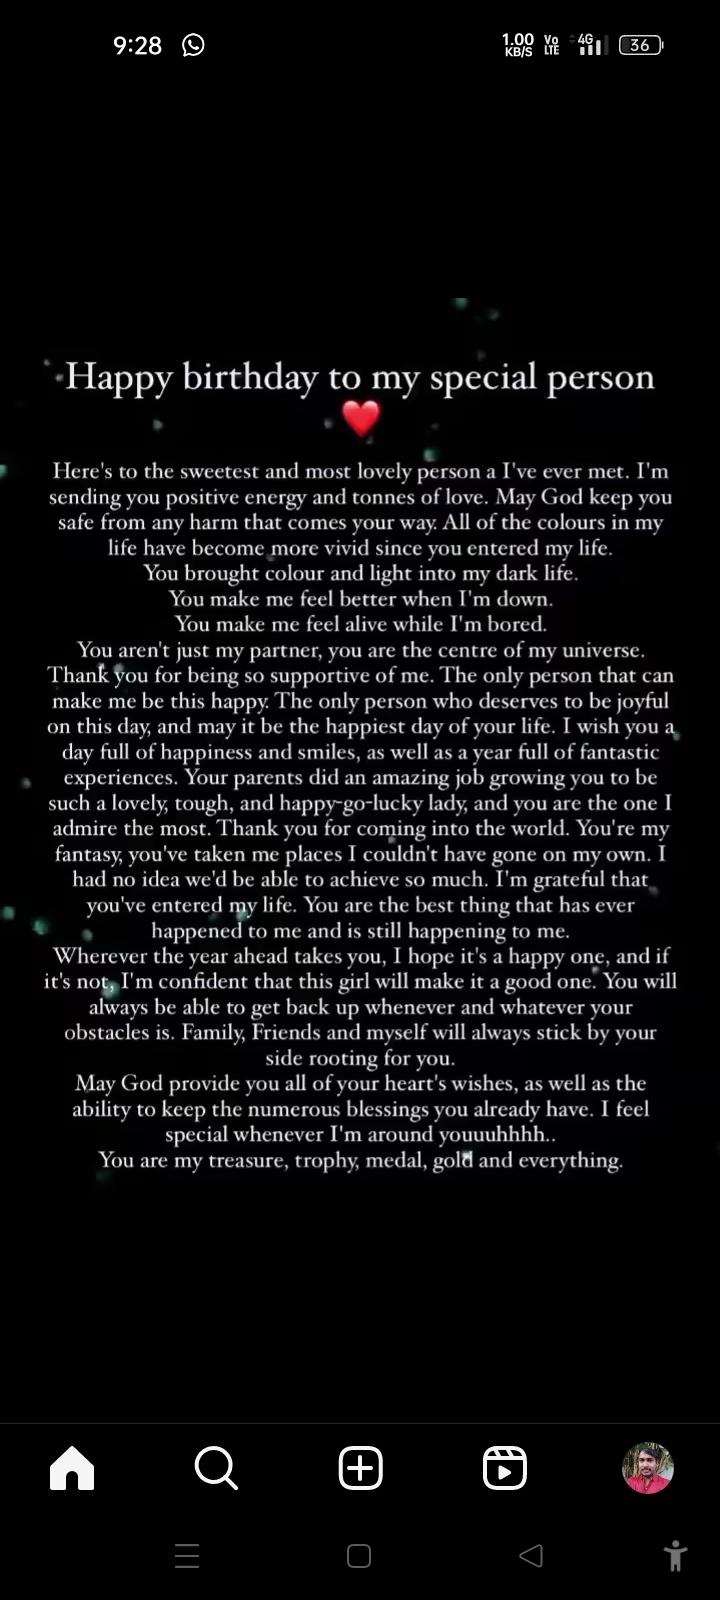 9:28
1.00
KB/S
Vo
LTE
4G
36
Happy birthday to my special person
❤️
Here's to the sweetest and most lovely person a I've ever met. I'm
sending you positive energy and tonnes of love. May God keep you
safe from any harm that comes your way. All of the colours in my
life have become more vivid since you entered my life.
You brought colour and light into my dark life.
You make me feel better when I'm down.
You make me feel alive while I'm bored.
You aren't just my partner, you are the centre of my universe.
Thank you for being so supportive of me. The only person that can
make me be this happy. The only person who deserves to be joyful
on this day, and may it be the happiest day of your life. I wish you a
day full of happiness and smiles, as well as a year full of fantastic
experiences. Your parents did an amazing job growing you to be
such a lovely, tough, and happy-go-lucky lady, and you are the one I
admire the most. Thank you for coming into the world. You're my
fantasy, you've taken me places I couldn't have gone on my own. I
had no idea we'd be able to achieve so much. I'm grateful that
you've entered my life. You are the best thing that has ever
happened to me and is still happening to me.
Wherever the year ahead takes you, I hope it's a happy one, and if
it's not, I'm confident that this girl will make it a good one. You will
always be able to get back up whenever and whatever your
obstacles is. Family, Friends and myself will always stick by your
side rooting for you.
May God provide you all of your heart's wishes, as well as the
ability to keep the numerous blessings you already have. I feel
special whenever I'm around youuuhhhh..
You are my treasure, trophy, medal, gold and everything.